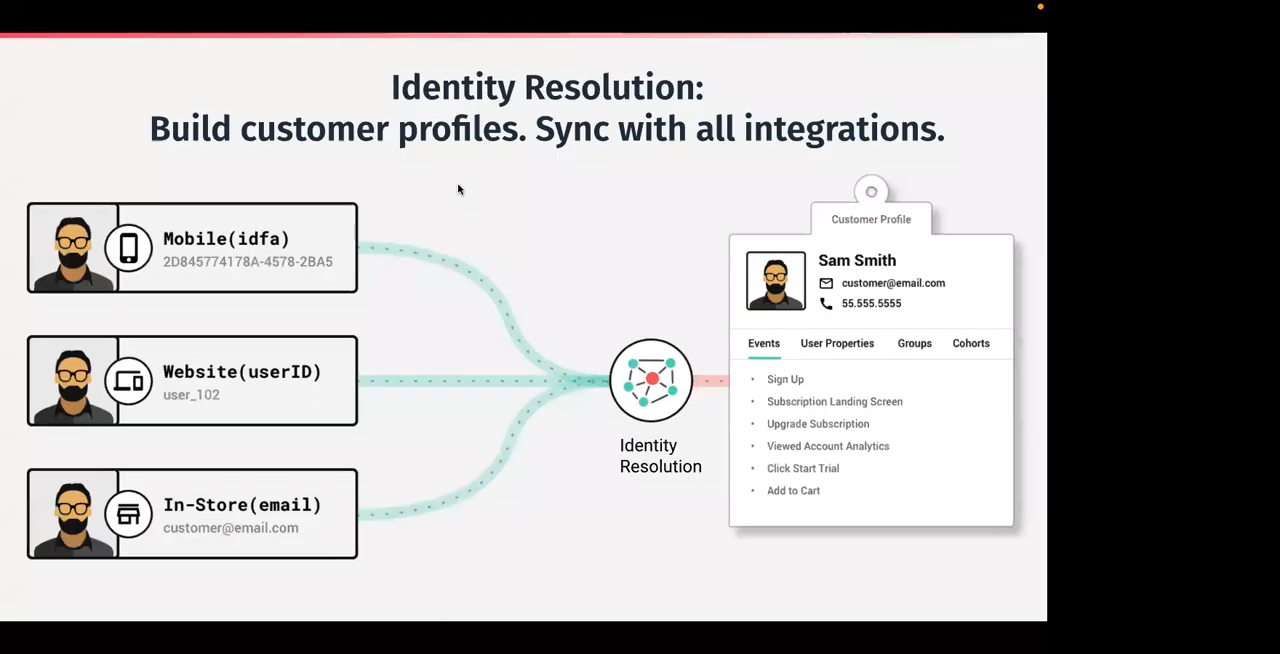 Identity Resolution:
Build customer profiles. Sync with all integrations.
Mobile(idfa)
2D845774178A-4578-2BA5
Website(userID)
user_102
In-Store(email)
customer@email.com
Identity
Resolution
Customer Profile
Sam Smith
customer@email.com
55.555.5555
Events User Properties Groups Cohorts
• Sign Up
• Subscription Landing Screen
• Upgrade Subscription
• Viewed Account Analytics
• Click Start Trial
• Add to Cart